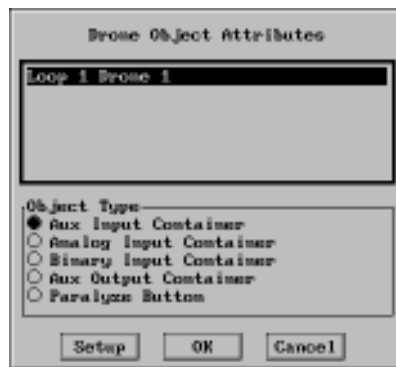 Drone Object Attributes
Loop 1 Drone 1
Object Type
Aux Input Container
Analog Input Container
Binary Input Container
Aux Output Container
Paralyze Button
Setup OK Cancel